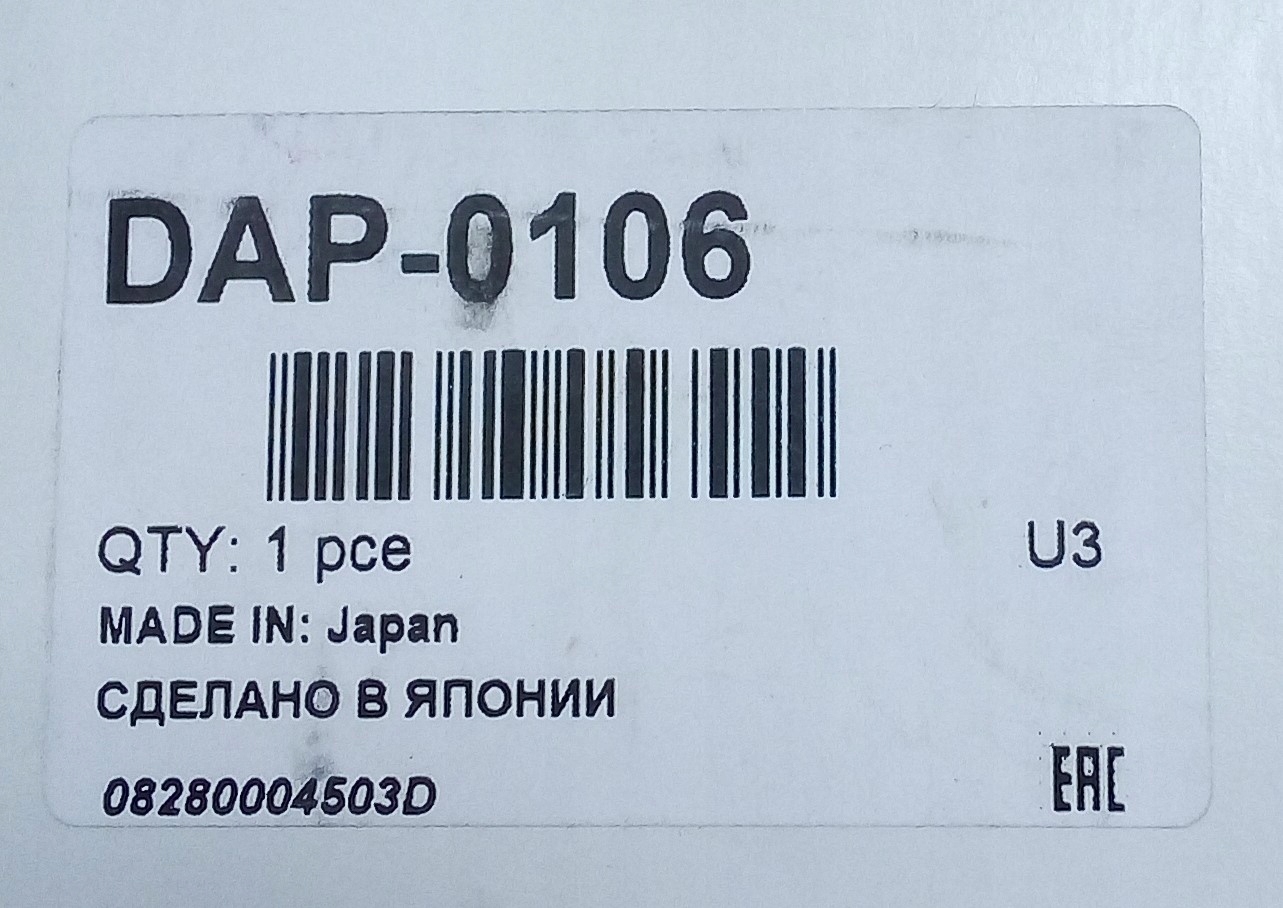 DAP-0106
QTY: 1 pce U3
MADE IN: Japan
СДЕЛАНО В ЯПОНИИ
08280004503D EAC